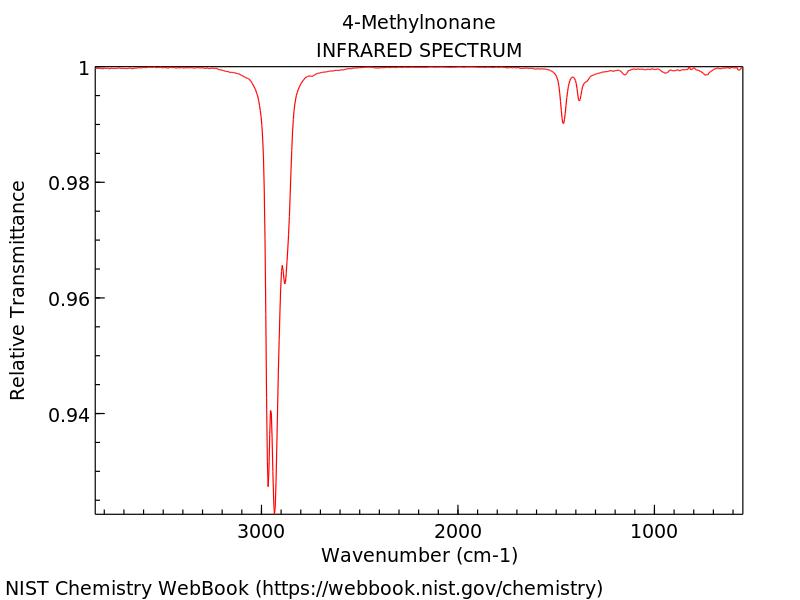 4-Methylnonane
INFRARED SPECTRUM
1
0.98
0.96
0.94
Relative Transmittance
3000 2000 1000
Wavenumber (cm-1)
NIST Chemistry WebBook (https://webbook.nist.gov/chemistry)